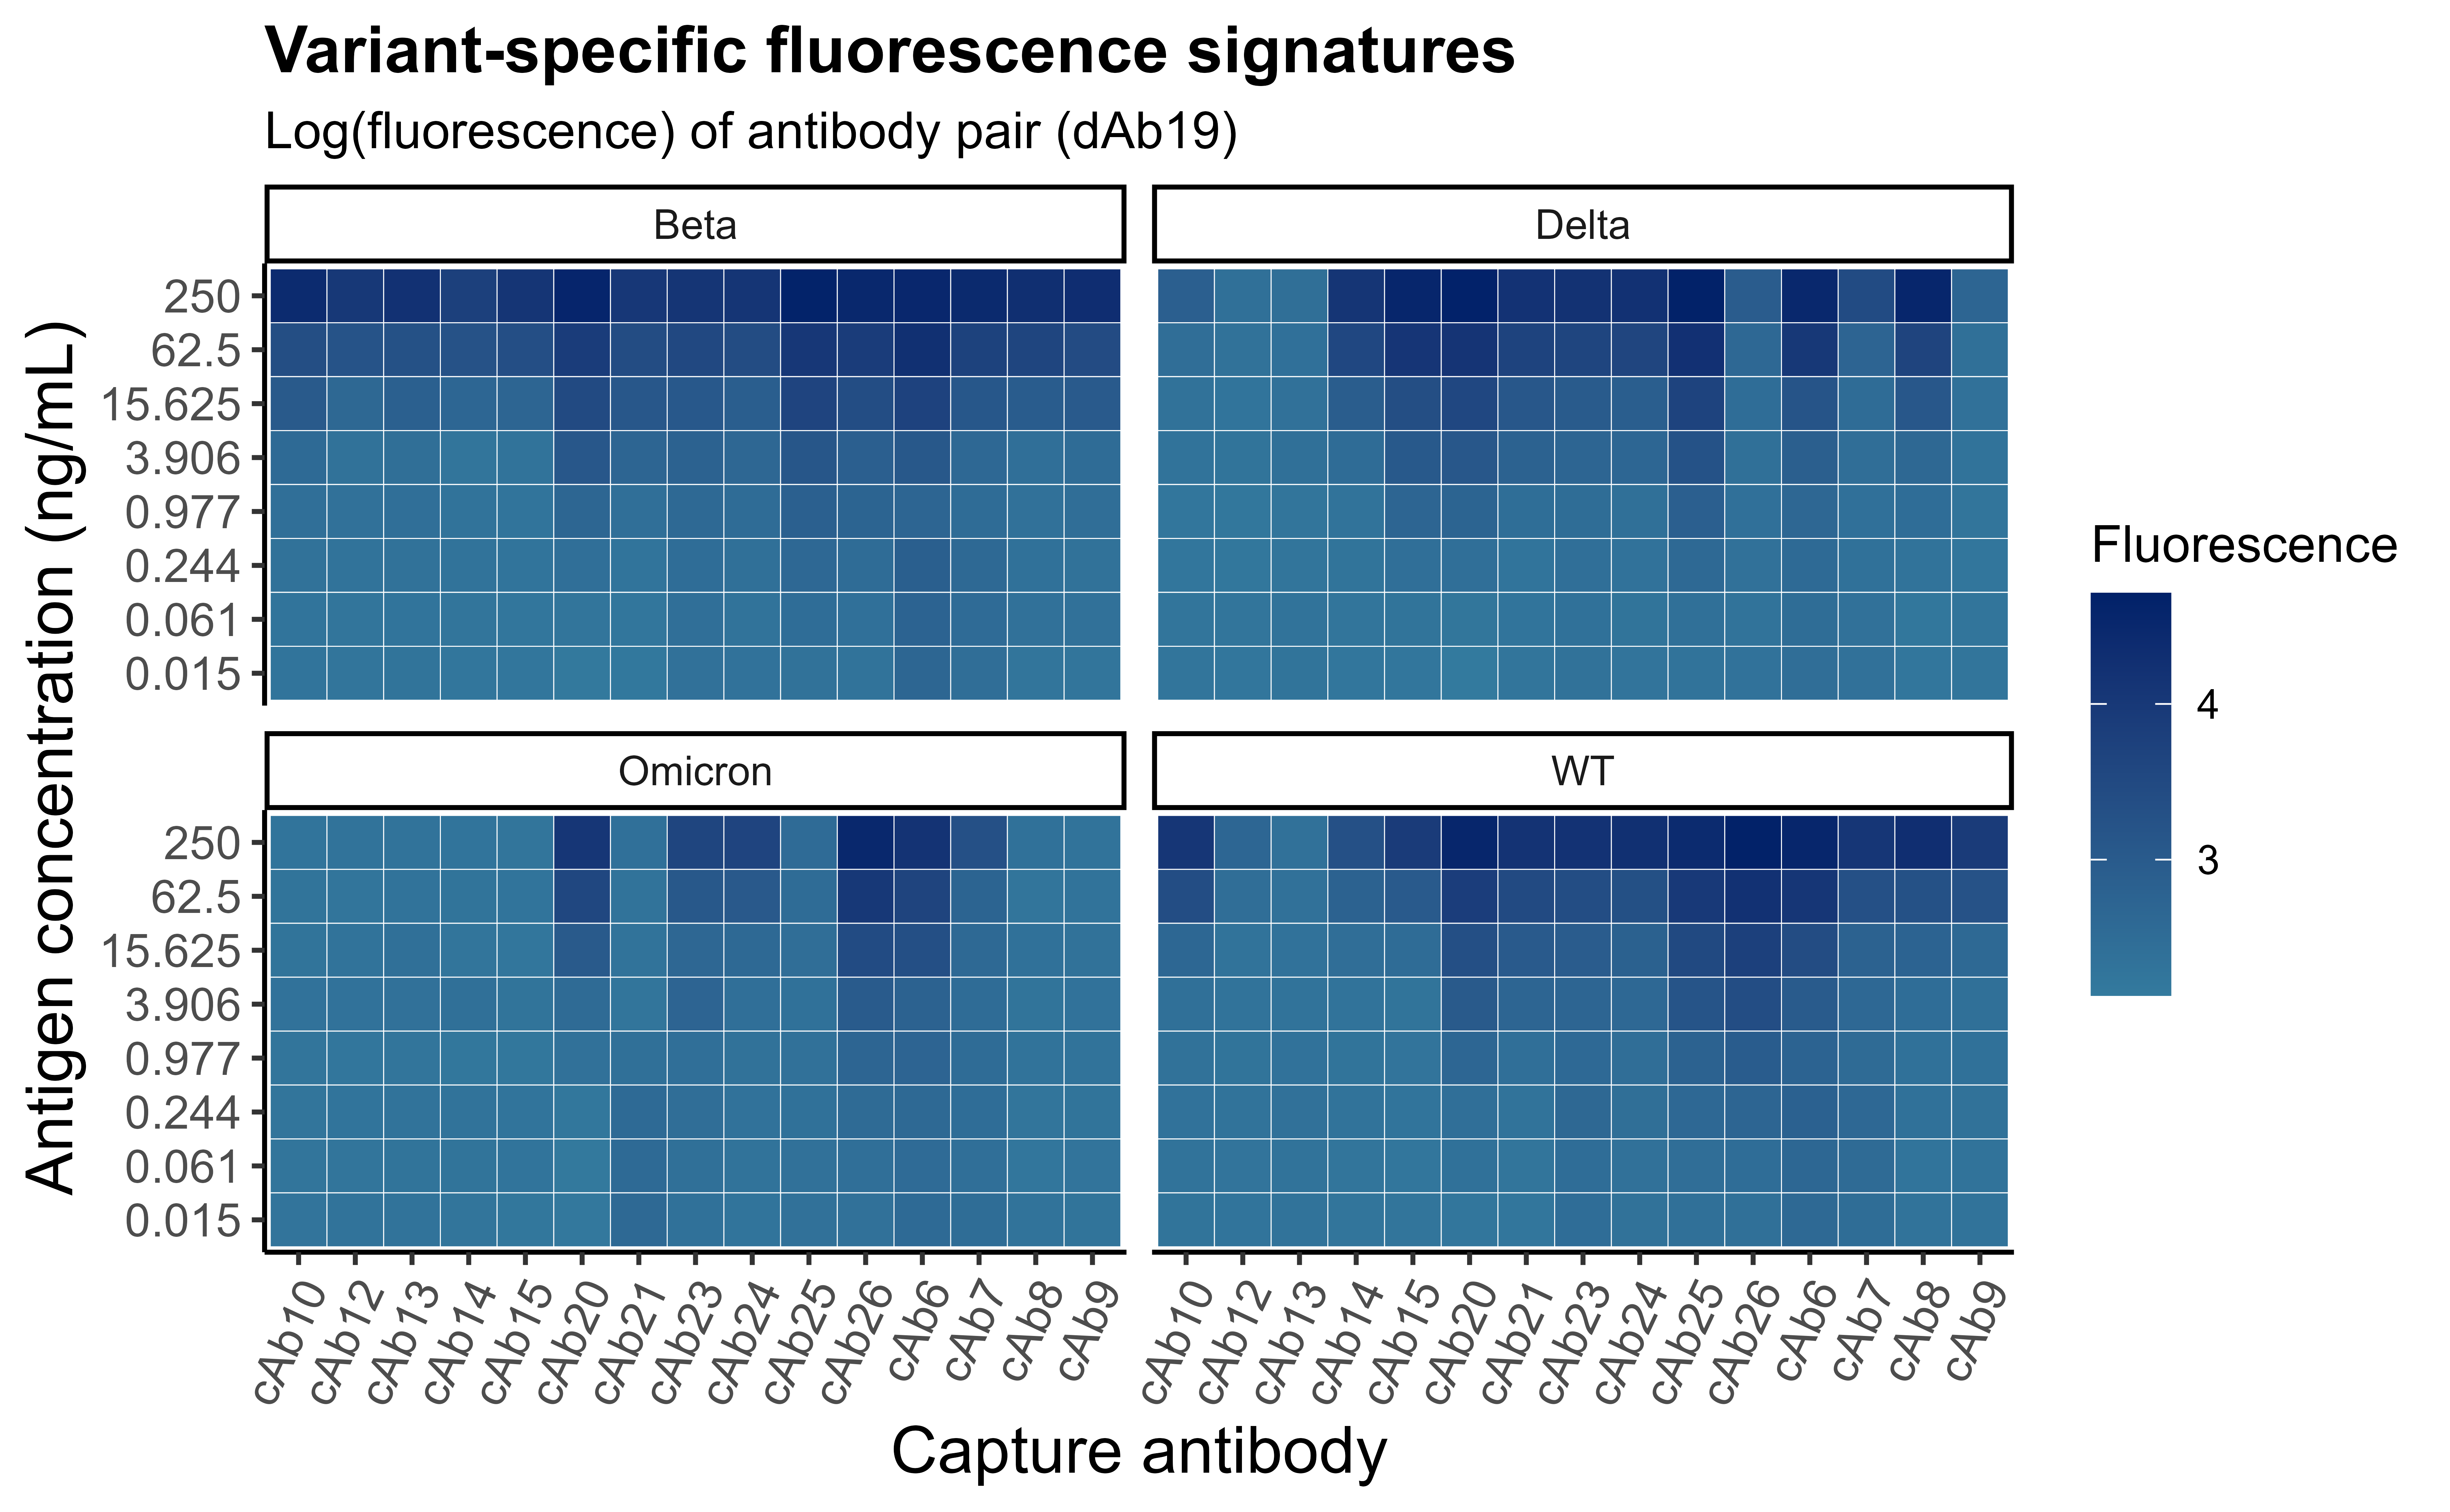 Variant-specific fluorescence signatures
Log(fluorescence) of antibody pair (dAb19)
Beta
Delta
250
62.5
15.625
3.906
0.977
0.244
0.061
0.015
Omicron
WT
250
62.5
15.625
3.906
0.977
0.244
0.061
0.015
Antigen concentration (ng/mL)
cAb10
cAb12
cAb13
cAb14
cAb15
cAb20
cAb21
cAb23
cAb24
cAb25
cAb26
cAb6
cAb7
cAb8
cAb9
cAb10
cAb12
cAb13
cAb14
cAb15
cAb20
cAb21
cAb23
cAb24
cAb25
cAb26
cAb6
cAb7
cAb8
cAb9
Capture antibody
Fluorescence
4
3